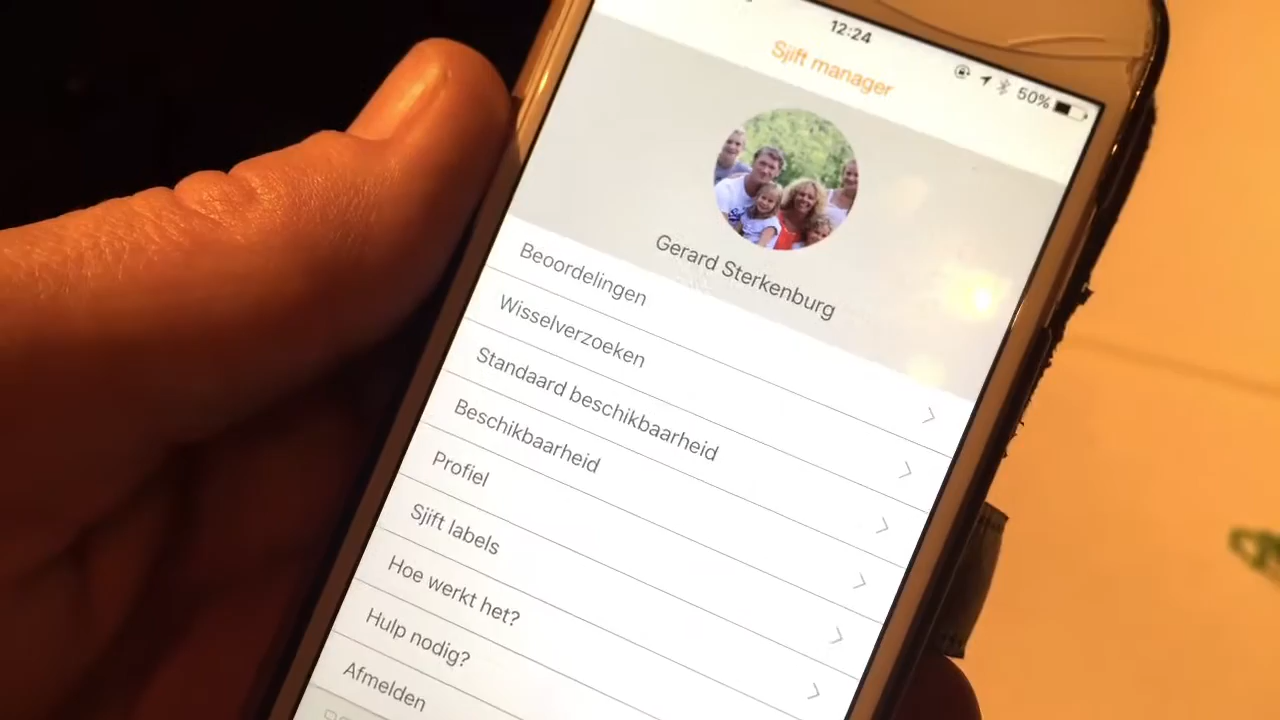 12:24
50%
Sjift manager
Gerard Sterkenburg
Beoordelingen
Wisselverzoeken
Standaard beschikbaarheid
Beschikbaarheid
Profiel
Sjift labels
Hoe werkt het?
Hulp nodig?
Afmelden